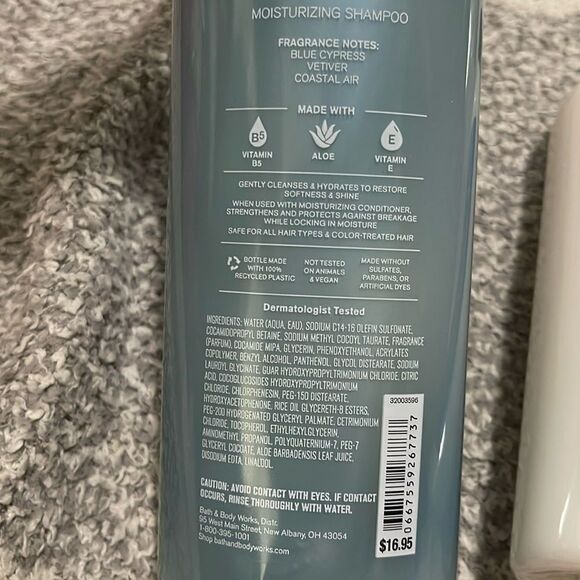 MOISTURIZING SHAMPOO
FRAGRANCE NOTES:
BLUE CYPRESS
VETIVER
COASTAL AIR
MADE WITH
B5
VITAMIN
B5
ALOE
E
VITAMIN
E
GENTLY CLEANSES & HYDRATES TO RESTORE
SOFTNESS & SHINE
WHEN USED WITH MOISTURIZING CONDITIONER,
STRENGTHENS AND PROTECTS AGAINST BREAKAGE
WHILE LOCKING IN MOISTURE
SAFE FOR ALL HAIR TYPES & COLOR-TREATED HAIR
BOTTLE MADE
WITH 100%
RECYCLED PLASTIC
NOT TESTED
ON ANIMALS
& VEGAN
MADE WITHOUT
SULFATES,
PARABENS, OR
ARTIFICIAL DYES
Dermatologist Tested
INGREDIENTS: WATER (AQUA, EAU), SODIUM C14-16 OLEFIN SULFONATE,
COCAMIDOPROPYL BETAINE, SODIUM METHYL COCOYL TAURATE, FRAGRANCE
(PARFUM), COCAMIDE MIPA, GLYCERIN, PHENOXYETHANOL, ACRYLATES
COPOLYMER, BENZYL ALCOHOL, PANTHENOL, GLYCOL DISTEARATE, SODIUM
LAUROYL GLYCINATE, GUAR HYDROXYPROPYLTRIMONIUM CHLORIDE, CITRIC
ACID, COCOGLUCOSIDES HYDROXYPROPYLTRIMONIUM
CHLORIDE, CHLORPHENESIN, PEG-150 DISTEARATE,
HYDROXYACETOPHENONE, RICE OIL GLYCERETH-8 ESTERS,
PEG-200 HYDROGENATED GLYCERYL PALMATE, CETRIMONIUM
CHLORIDE, TOCOPHEROL, ETHYLHEXYLGLYCERIN,
AMINOMETHYL PROPANOL, POLYQUATERNIUM-7, PEG-7
GLYCERYL COCOATE, ALOE BARBADENSIS LEAF JUICE,
DISODIUM EDTA, LINALOOL.
CAUTION: AVOID CONTACT WITH EYES. IF CONTACT
OCCURS, RINSE THOROUGHLY WITH WATER.
Bath & Body Works, Distr.
95 West Main Street, New Albany, OH 43054
1-800-395-1001
Shop bathandbodyworks.com
32003596
0667559267737
$16.95